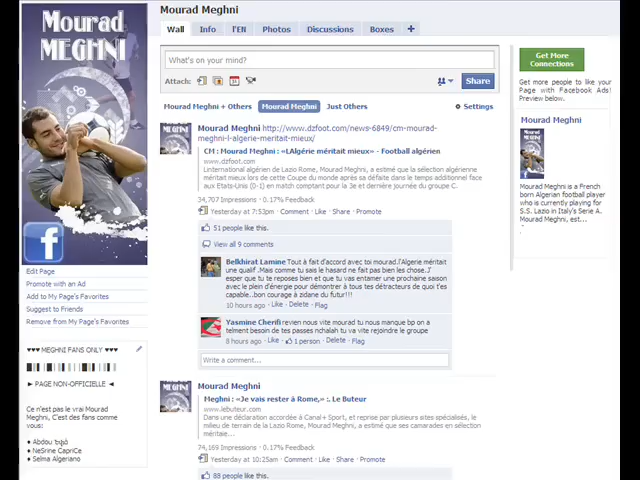 Mourad
MEGHNI
Mourad Meghni
Wall Info l'EN Photos Discussions Boxes +
What's on your mind?
Attach: 31 Share
Mourad Meghni + Others Mourad Meghni Just Others Settings
Mourad Meghni http://www.dzfoot.com/news-6849/cm-mourad-
meghni-l-algerie-meritait-mieux/
CM : Mourad Meghni : «LAlgérie méritait mieux» - Football algérien
www.dzfoot.com
Linternational algérien de Lazio Rome, Mourad Meghni, a estimé que la sélection algérienne
méritait mieux lors de cette Coupe du monde après sa défaite dans le temps additionnel face
aux Etats-Unis (0-1) en match comptant pour la 3e et dernière journée du groupe C.
34,707 Impressions · 0.17% Feedback
Yesterday at 7:53pm · Comment · Like · Share · Promote
51 people like this.
View all 9 comments
Belkhirat Lamine Tout à fait d'accord avec toi mourad.l'Algerie méritait
une qualif .Mais comme tu sais le hasard ne fait pas bien les chose.J'
esper que tu te reposes bien et que tu vas entamer une prochaine saison
avec le plein d'énergie pour démontrer à tous tes détracteurs de quoi t'es
capable..bon courage à zidane du futur!!!
10 hours ago · Like · Delete · Flag
Yasmine Cherifi revien nous vite mourad tu nous manque bp on a
telment besoin de tes passes nchalah tu va vite rejoindre le groupe
8 hours ago · Like · 1 person · Delete · Flag
Write a comment...
Mourad Meghni
Meghni : «Je vais rester à Rome,» :. Le Buteur
www.lebuteur.com
Dans une déclaration accordée à Canal+ Sport, et reprise par plusieurs sites spécialisés, le
milieu de terrain de la Lazio Rome, Mourad Meghni, a estimé que ses camarades en sélection
méritaie...
74,169 Impressions · 0.17% Feedback
Yesterday at 10:25am · Comment · Like · Share · Promote
88 people like this.
f
Edit Page
Promote with an Ad
Add to My Page's Favorites
Suggest to Friends
Remove from My Page's Favorites
♥♥♥ MEGHNI FANS ONLY ♥♥♥
► PAGE NON-OFFICIELLE ◄
Ce n'est pas le vrai Mourad
Meghni, C'est des fans comme
vous:
♦ Abdou
♦ NeSrine CapriCe
♦ Selma Algeriano
Get More
Connections
Get more people to like your
Page with Facebook Ads!
Preview below.
Mourad Meghni
Mourad Meghni is a French
born Algerian football player
who is currently playing for
S.S. Lazio in Italy's Serie A.
Mourad Meghni, est...